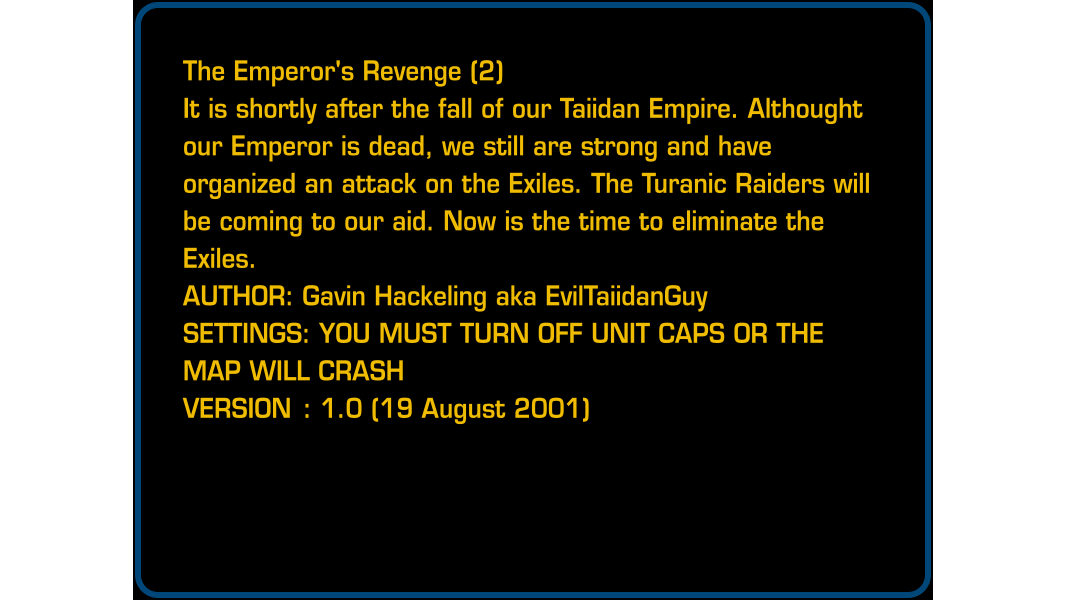 The Emperor's Revenge (2)
It is shortly after the fall of our Taiidan Empire. Althought
our Emperor is dead, we still are strong and have
organized an attack on the Exiles. The Turanic Raiders will
be coming to our aid. Now is the time to eliminate the
Exiles.
AUTHOR: Gavin Hackeling aka EvilTaiidanGuy
SETTINGS: YOU MUST TURN OFF UNIT CAPS OR THE
MAP WILL CRASH
VERSION : 1.0 (19 August 2001)